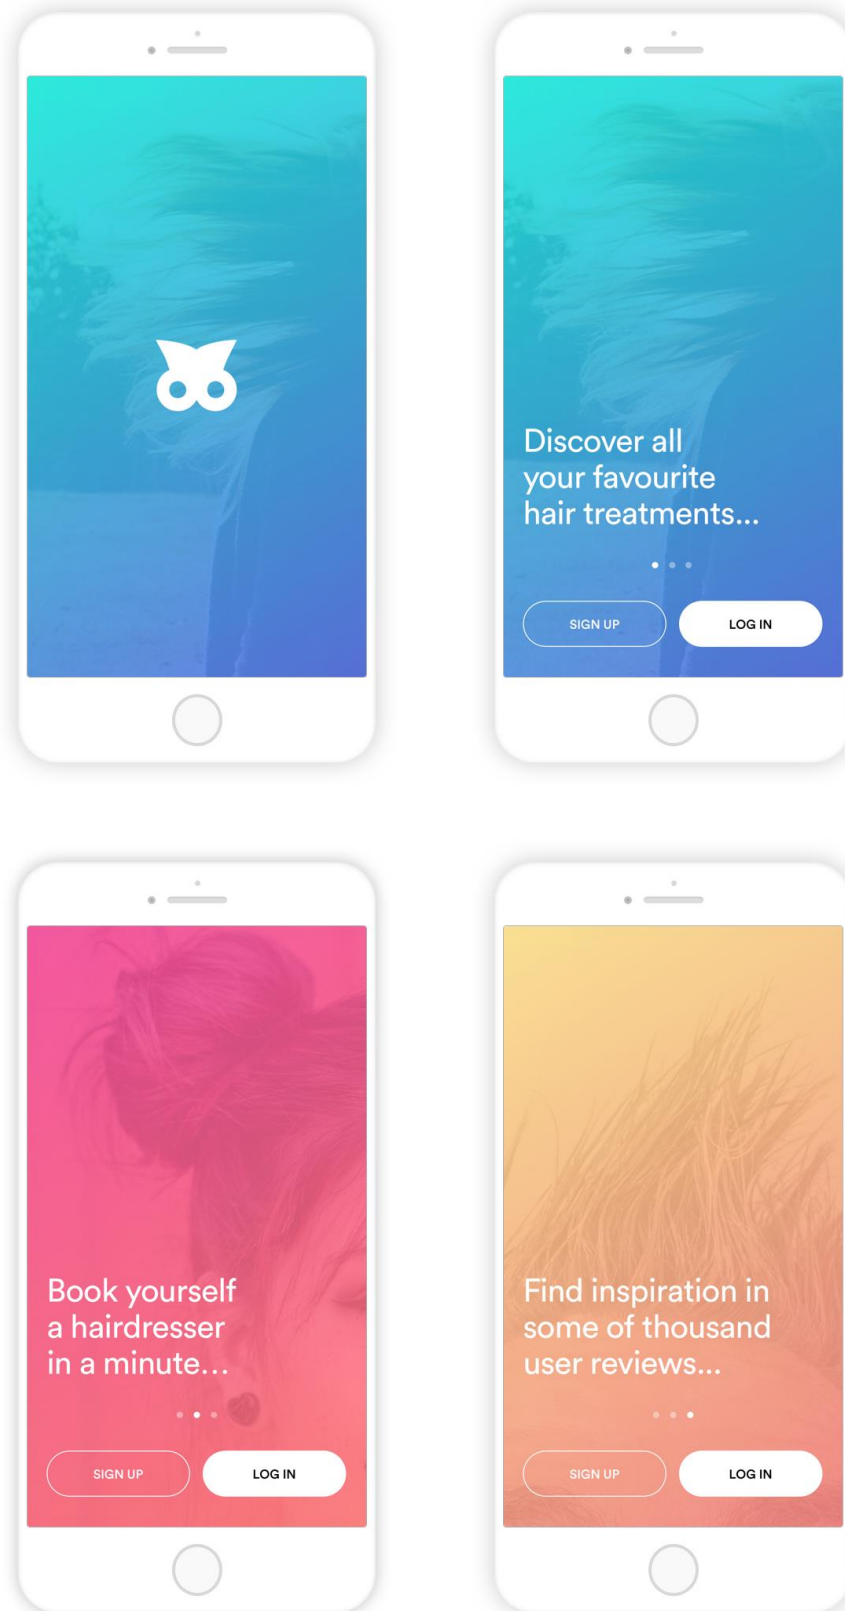 Discover all
your favourite
hair treatments...
SIGN UP
LOG IN
Book yourself
a hairdresser
in a minute...
SIGN UP
LOG IN
Find inspiration in
some of thousand
user reviews...
SIGN UP
LOG IN